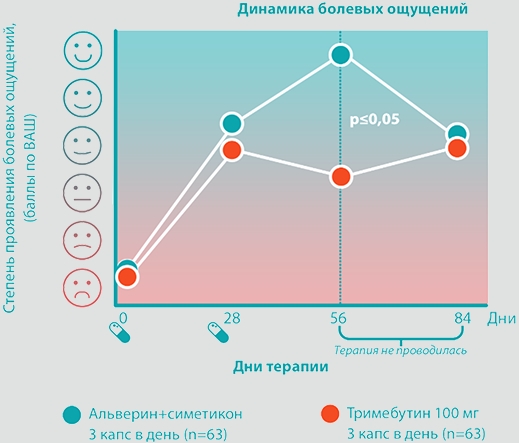 Динамика болевых ощущений
Степень проявления болевых ощущений,
(баллы по ВАШ)
p≤0,05
0 28 56 84 Дни
Терапия не проводилась
Дни терапии
Альверин+симетикон
3 капс в день (n=63)
Тримебутин 100 мг
3 капс в день (n=63)